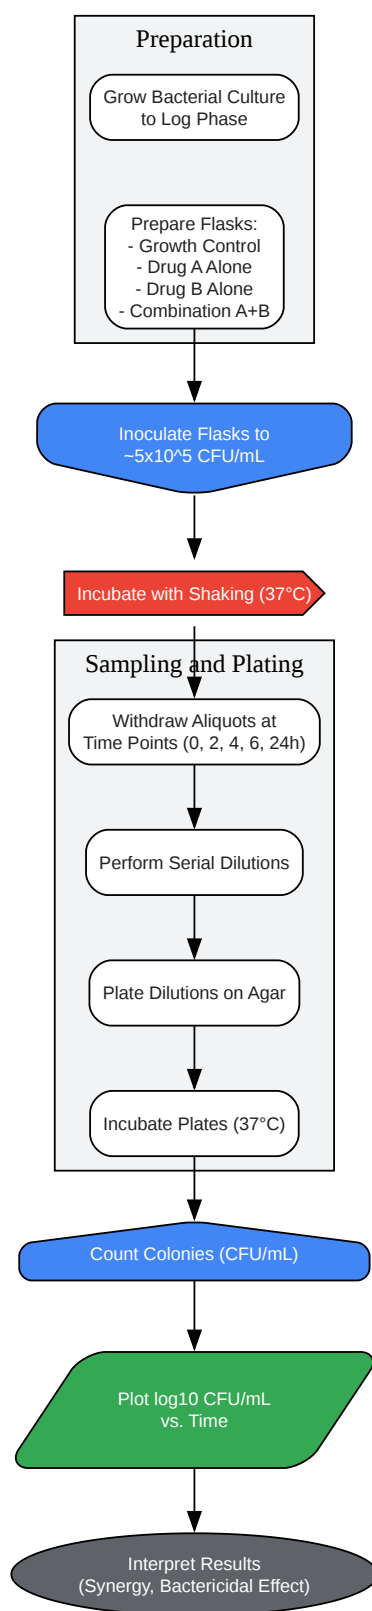 Preparation
Grow Bacterial Culture
to Log Phase
Prepare Flasks:
- Growth Control
- Drug A Alone
- Drug B Alone
- Combination A+B
Inoculate Flasks to
~5x10^5 CFU/mL
Incubate with Shaking (37°C)
Sampling and Plating
Withdraw Aliquots at
Time Points (0, 2, 4, 6, 24h)
Perform Serial Dilutions
Plate Dilutions on Agar
Incubate Plates (37°C)
Count Colonies (CFU/mL)
Plot log10 CFU/mL
vs. Time
Interpret Results
(Synergy, Bactericidal Effect)